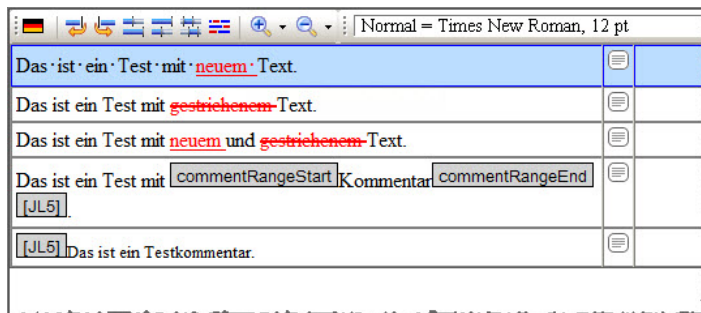 Normal = Times New Roman, 12 pt
Das·ist·ein·Test·mit·neuem·Text.
Das ist ein Test mit gestrichenem Text.
Das ist ein Test mit neuem und gestrichenem Text.
Das ist ein Test mit commentRangeStart Kommentar commentRangeEnd
[JL5].
[JL5] Das ist ein Testkommentar.